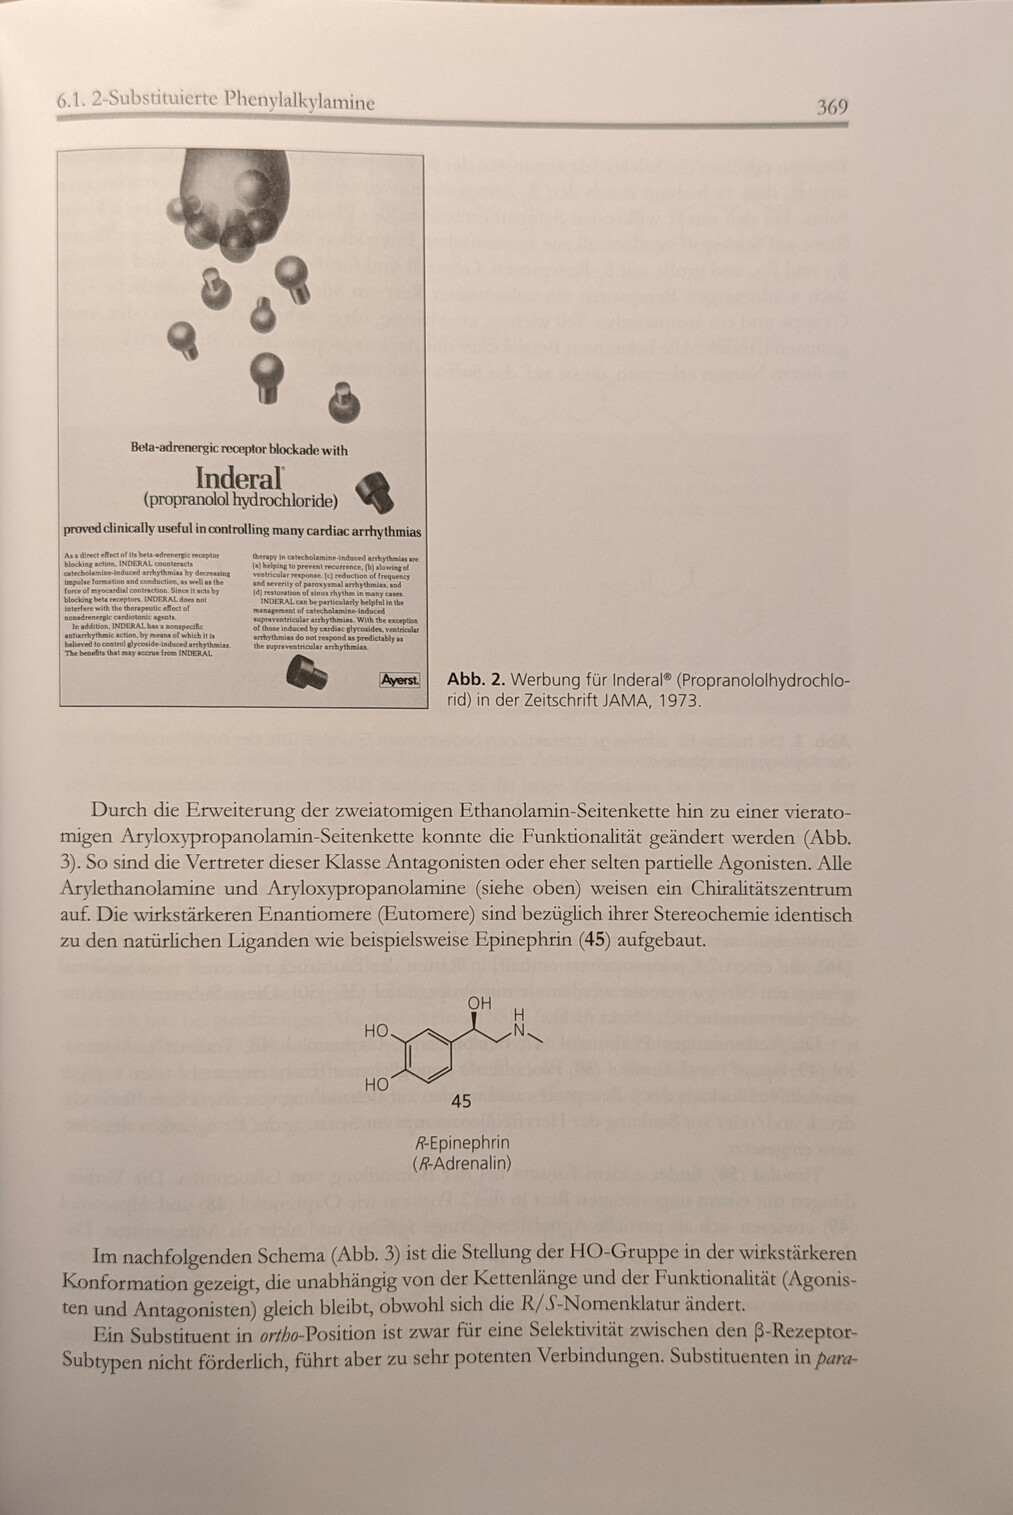 6.1. 2-Substituierte Phenylalkylamine
369
Beta-adrenergic receptor blockade with
Inderal®
(propranolol hydrochloride)
proved clinically useful in controlling many cardiac arrhythmias
As a direct effect of its beta-adrenergic receptor
blocking action, INDERAL counteracts
catecholamine-induced arrhythmias by decreasing
impulse formation and conduction, as well as the
force of myocardial contraction. Since it acts by
blocking beta receptors, INDERAL does not
interfere with the therapeutic effect of
nonadrenergic cardiotonic agents.
In addition, INDERAL has a nonspecific
antiarrhythmic action, by means of which it is
believed to control glycoside-induced arrhythmias.
The benefits that may accrue from INDERAL
therapy in catecholamine-induced arrhythmias are:
(a) helping to prevent recurrence, (b) slowing of
ventricular response, (c) reduction of frequency
and severity of paroxysmal arrhythmias, and
(d) restoration of sinus rhythm in many cases.
INDERAL can be particularly helpful in the
management of catecholamine-induced
supraventricular arrhythmias. With the exception
of those induced by cardiac glycosides, ventricular
arrhythmias do not respond as predictably as
the supraventricular arrhythmias.
Ayerst.
Abb. 2. Werbung für Inderal® (Propranololhydrochlo-
rid) in der Zeitschrift JAMA, 1973.
Durch die Erweiterung der zweiatomigen Ethanolamin-Seitenkette hin zu einer vierato-
migen Aryloxypropanolamin-Seitenkette konnte die Funktionalität geändert werden (Abb.
3). So sind die Vertreter dieser Klasse Antagonisten oder eher selten partielle Agonisten. Alle
Arylethanolamine und Aryloxypropanolamine (siehe oben) weisen ein Chiralitätszentrum
auf. Die wirkstärkeren Enantiomere (Eutomere) sind bezüglich ihrer Stereochemie identisch
zu den natürlichen Liganden wie beispielsweise Epinephrin (45) aufgebaut.
OH
H
HO
N
HO
45
R-Epinephrin
(R-Adrenalin)
Im nachfolgenden Schema (Abb. 3) ist die Stellung der HO-Gruppe in der wirkstärkeren
Konformation gezeigt, die unabhängig von der Kettenlänge und der Funktionalität (Agonis-
ten und Antagonisten) gleich bleibt, obwohl sich die R/S-Nomenklatur ändert.
Ein Substituent in ortho-Position ist zwar für eine Selektivität zwischen den β-Rezeptor-
Subtypen nicht förderlich, führt aber zu sehr potenten Verbindungen. Substituenten in para-